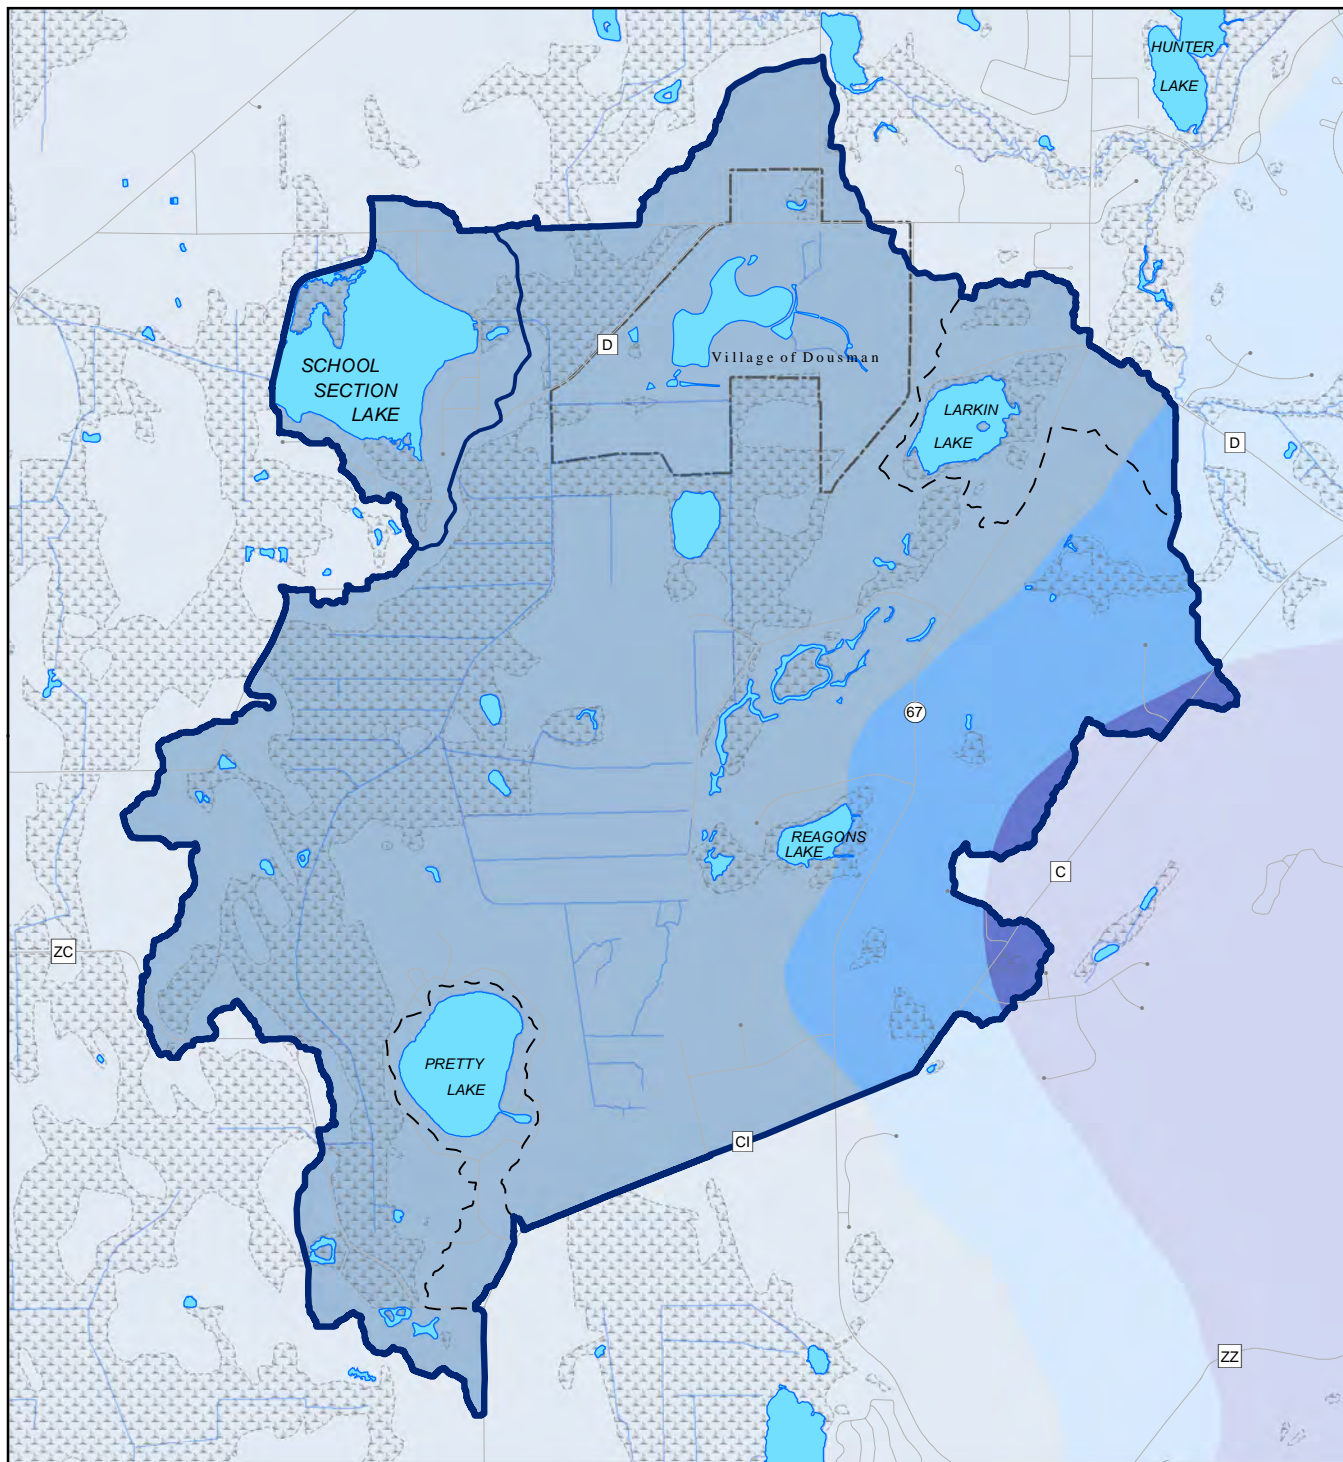 HUNTER
LAKE
D
Village of Dousman
SCHOOL
SECTION
LAKE
LARKIN
LAKE
D
67
REAGONS
LAKE
C
ZC
PRETTY
LAKE
CI
ZZ